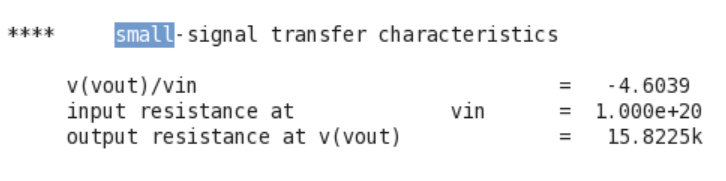 **** small-signal transfer characteristics
v(vout)/vin = -4.6039
input resistance at vin = 1.000e+20
output resistance at v(vout) = 15.8225k